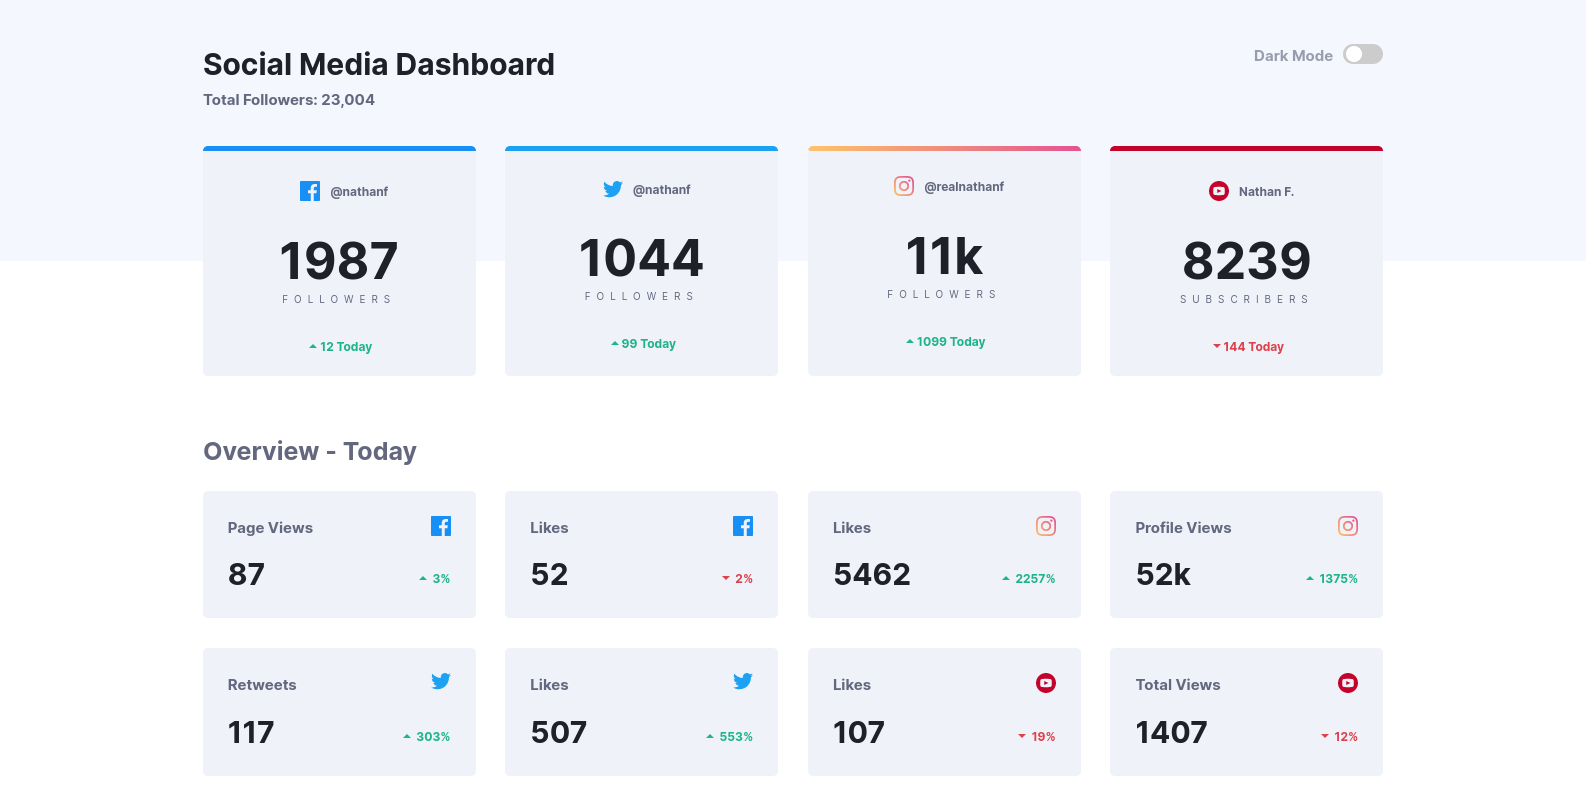 Social Media Dashboard
Dark Mode
Total Followers: 23,004
@nathanf
1987
FOLLOWERS
12 Today
@nathanf
1044
FOLLOWERS
99 Today
@realnathanf
11k
FOLLOWERS
1099 Today
Nathan F.
8239
SUBSCRIBERS
144 Today
Overview - Today
Page Views
87
3%
Likes
52
2%
Likes
5462
2257%
Profile Views
52k
1375%
Retweets
117
303%
Likes
507
553%
Likes
107
19%
Total Views
1407
12%